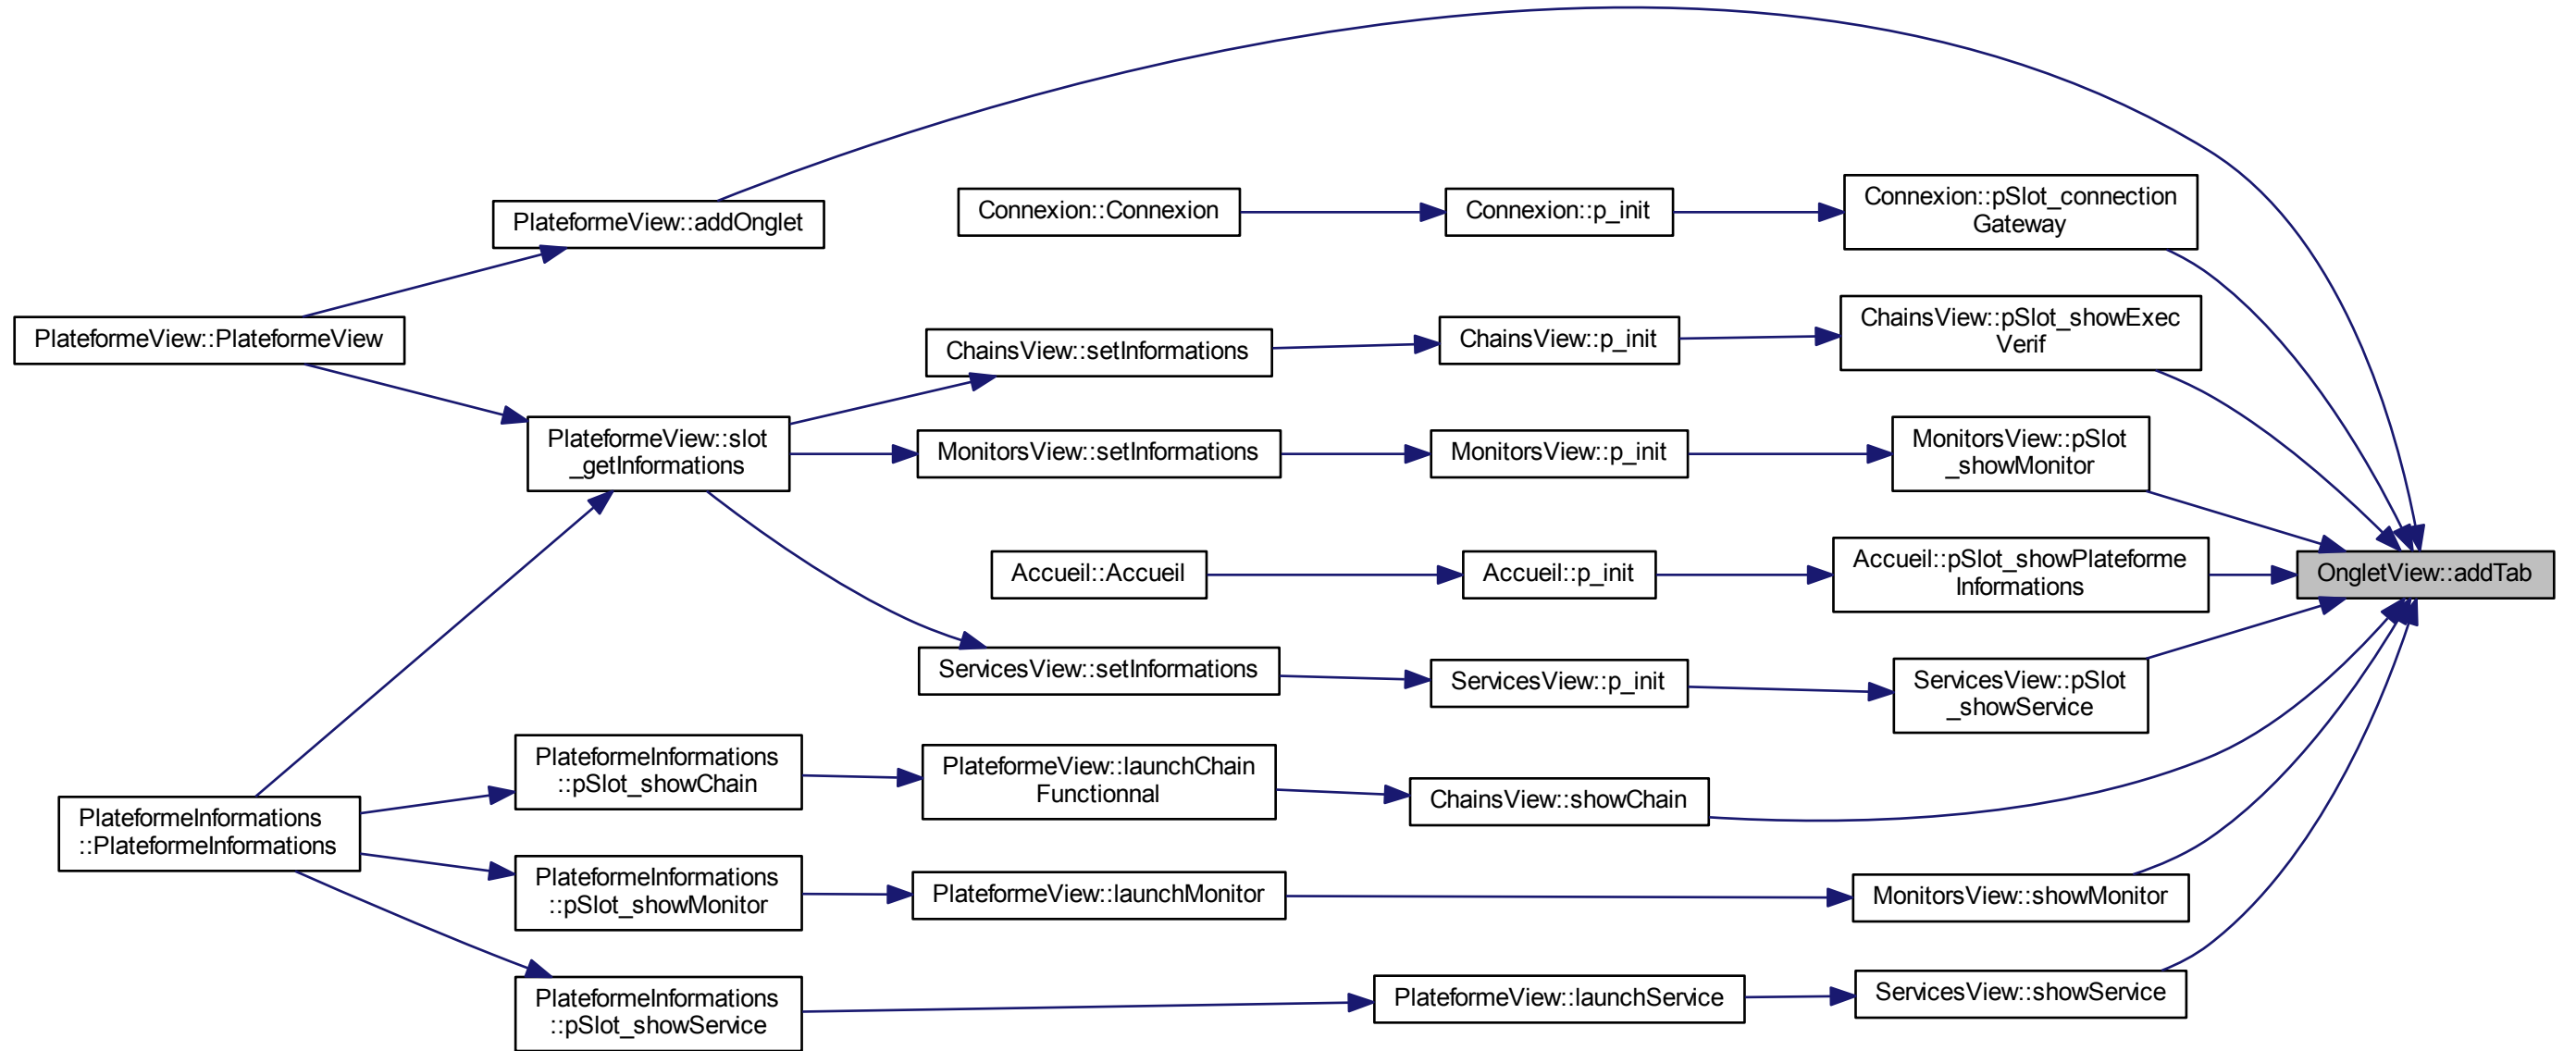 PlateformeView::addOnglet
Connexion::Connexion
Connexion::p_init
Connexion::pSlot_connection
Gateway
PlateformeView::PlateformeView
ChainsView::setInformations
ChainsView::p_init
ChainsView::pSlot_showExec
Verif
PlateformeView::slot
_getInformations
MonitorsView::setInformations
MonitorsView::p_init
MonitorsView::pSlot
_showMonitor
Accueil::Accueil
Accueil::p_init
Accueil::pSlot_showPlateforme
Informations
OngletView::addTab
ServicesView::setInformations
ServicesView::p_init
ServicesView::pSlot
_showService
PlateformeInformations
::PlateformeInformations
PlateformeInformations
::pSlot_showChain
PlateformeView::launchChain
Functionnal
ChainsView::showChain
PlateformeInformations
::pSlot_showMonitor
PlateformeView::launchMonitor
MonitorsView::showMonitor
PlateformeInformations
::pSlot_showService
PlateformeView::launchService
ServicesView::showService